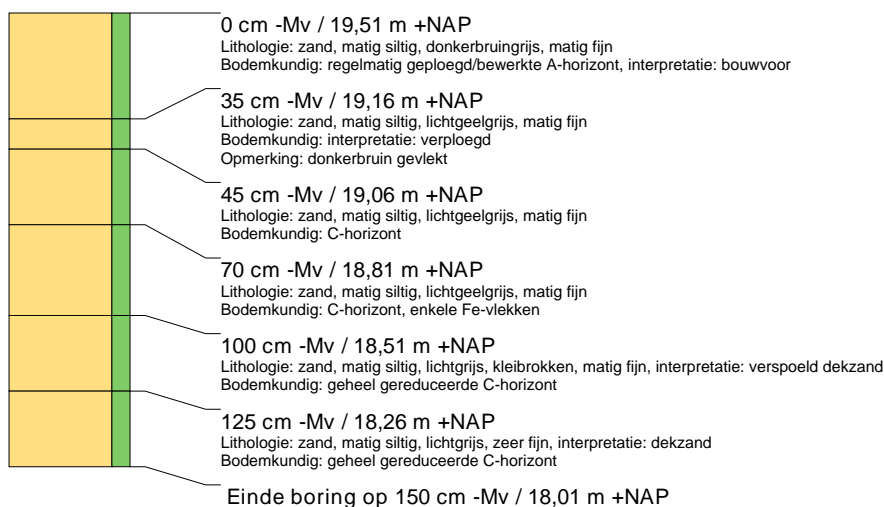 0 cm -Mv / 19,51 m +NAP
Lithologie: zand, matig siltig, donkerbruingrijs, matig fijn
Bodemkundig: regelmatig geploegd/bewerkte A-horizont, interpretatie: bouwvoor
35 cm -Mv / 19,16 m +NAP
Lithologie: zand, matig siltig, lichtgeelgrijs, matig fijn
Bodemkundig: interpretatie: verploegd
Opmerking: donkerbruin gevlekt
45 cm -Mv / 19,06 m +NAP
Lithologie: zand, matig siltig, lichtgeelgrijs, matig fijn
Bodemkundig: C-horizont
70 cm -Mv / 18,81 m +NAP
Lithologie: zand, matig siltig, lichtgeelgrijs, matig fijn
Bodemkundig: C-horizont, enkele Fe-vlekken
100 cm -Mv / 18,51 m +NAP
Lithologie: zand, matig siltig, lichtgrijs, kleibrokken, matig fijn, interpretatie: verspoeld dekzand
Bodemkundig: geheel gereduceerde C-horizont
125 cm -Mv / 18,26 m +NAP
Lithologie: zand, matig siltig, lichtgrijs, zeer fijn, interpretatie: dekzand
Bodemkundig: geheel gereduceerde C-horizont
Einde boring op 150 cm -Mv / 18,01 m +NAP